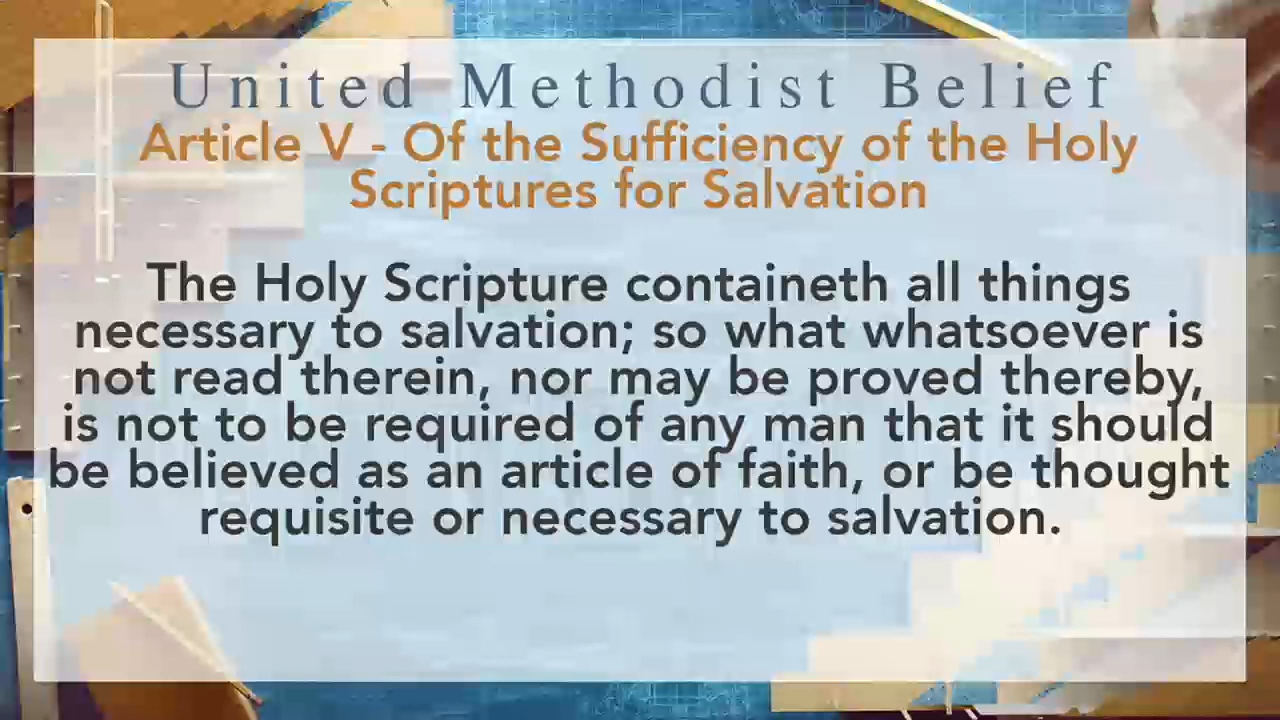 United Methodist Belief
Article V - Of the Sufficiency of the Holy
Scriptures for Salvation
The Holy Scripture containeth all things
necessary to salvation; so what whatsoever is
not read therein, nor may be proved thereby,
is not to be required of any man that it should
be believed as an article of faith, or be thought
requisite or necessary to salvation.